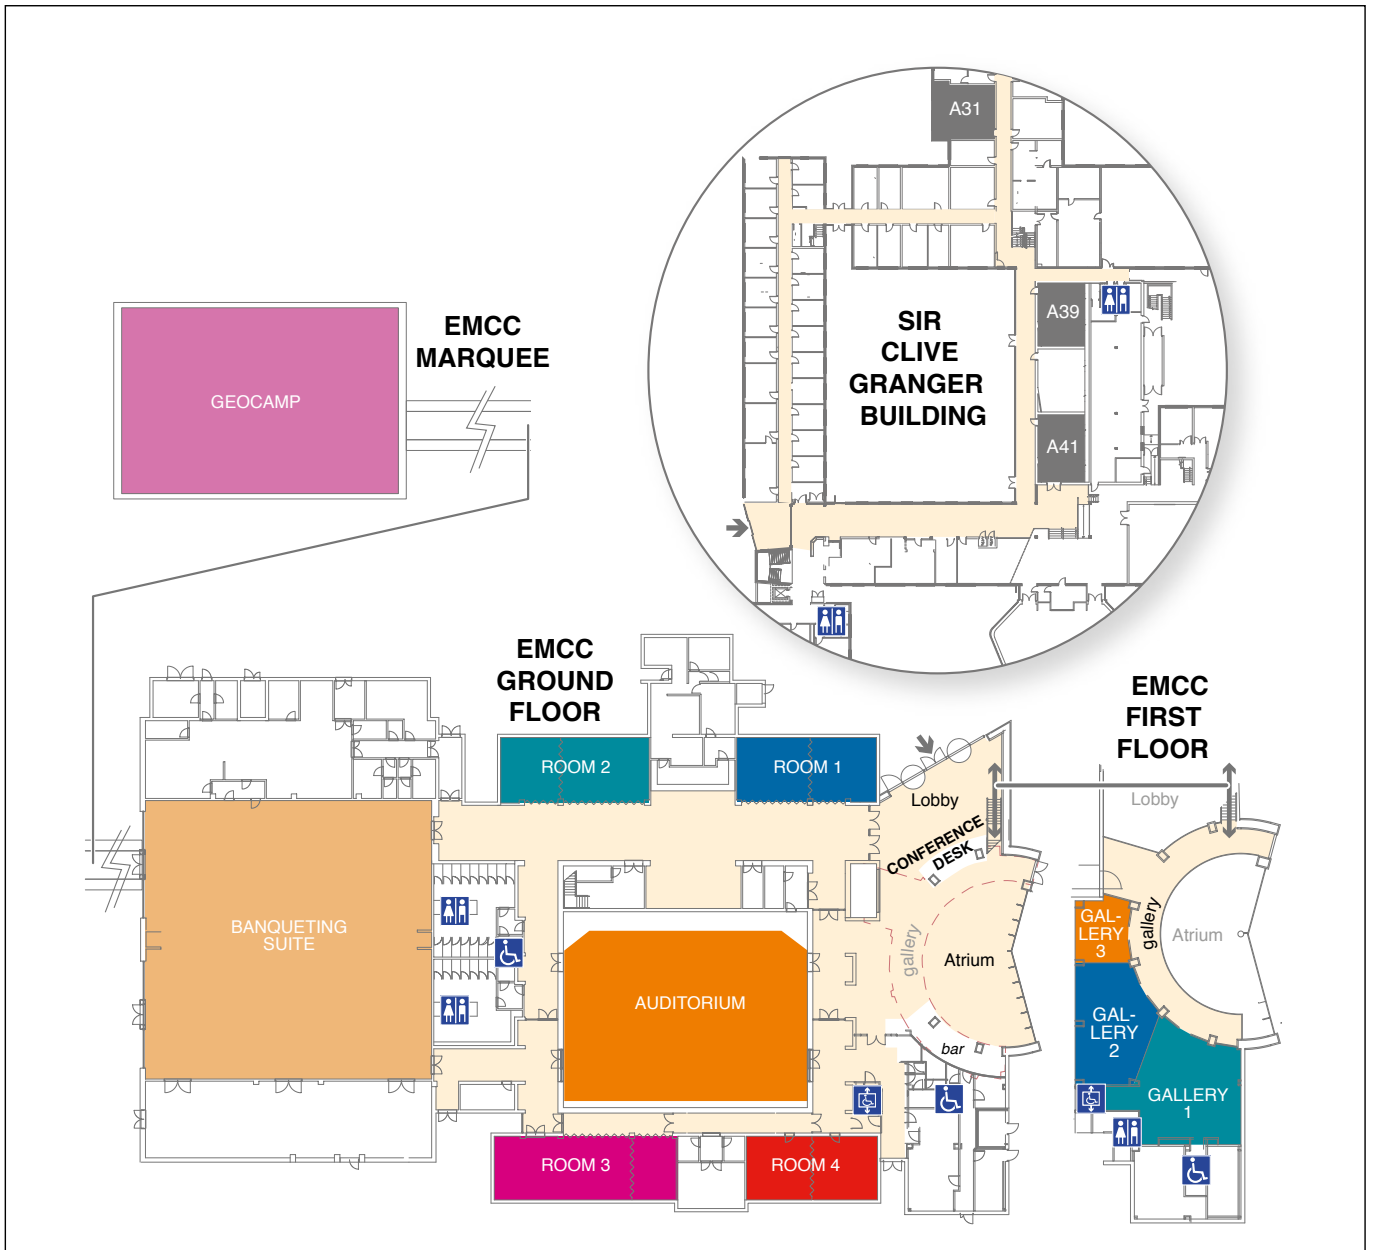 A31
SIR
CLIVE
GRANGER
BUILDING
A39
A41
EMCC
MARQUEE
GEOCAMP
EMCC
GROUND
FLOOR
EMCC
FIRST
FLOOR
ROOM 2
ROOM 1
Lobby
Lobby
CONFERENCE
DESK
BANQUETING
SUITE
AUDITORIUM
gallery
Atrium
bar
GAL-
LERY
3
gallery
Atrium
GAL-
LERY
2
GALLERY
1
ROOM 3
ROOM 4